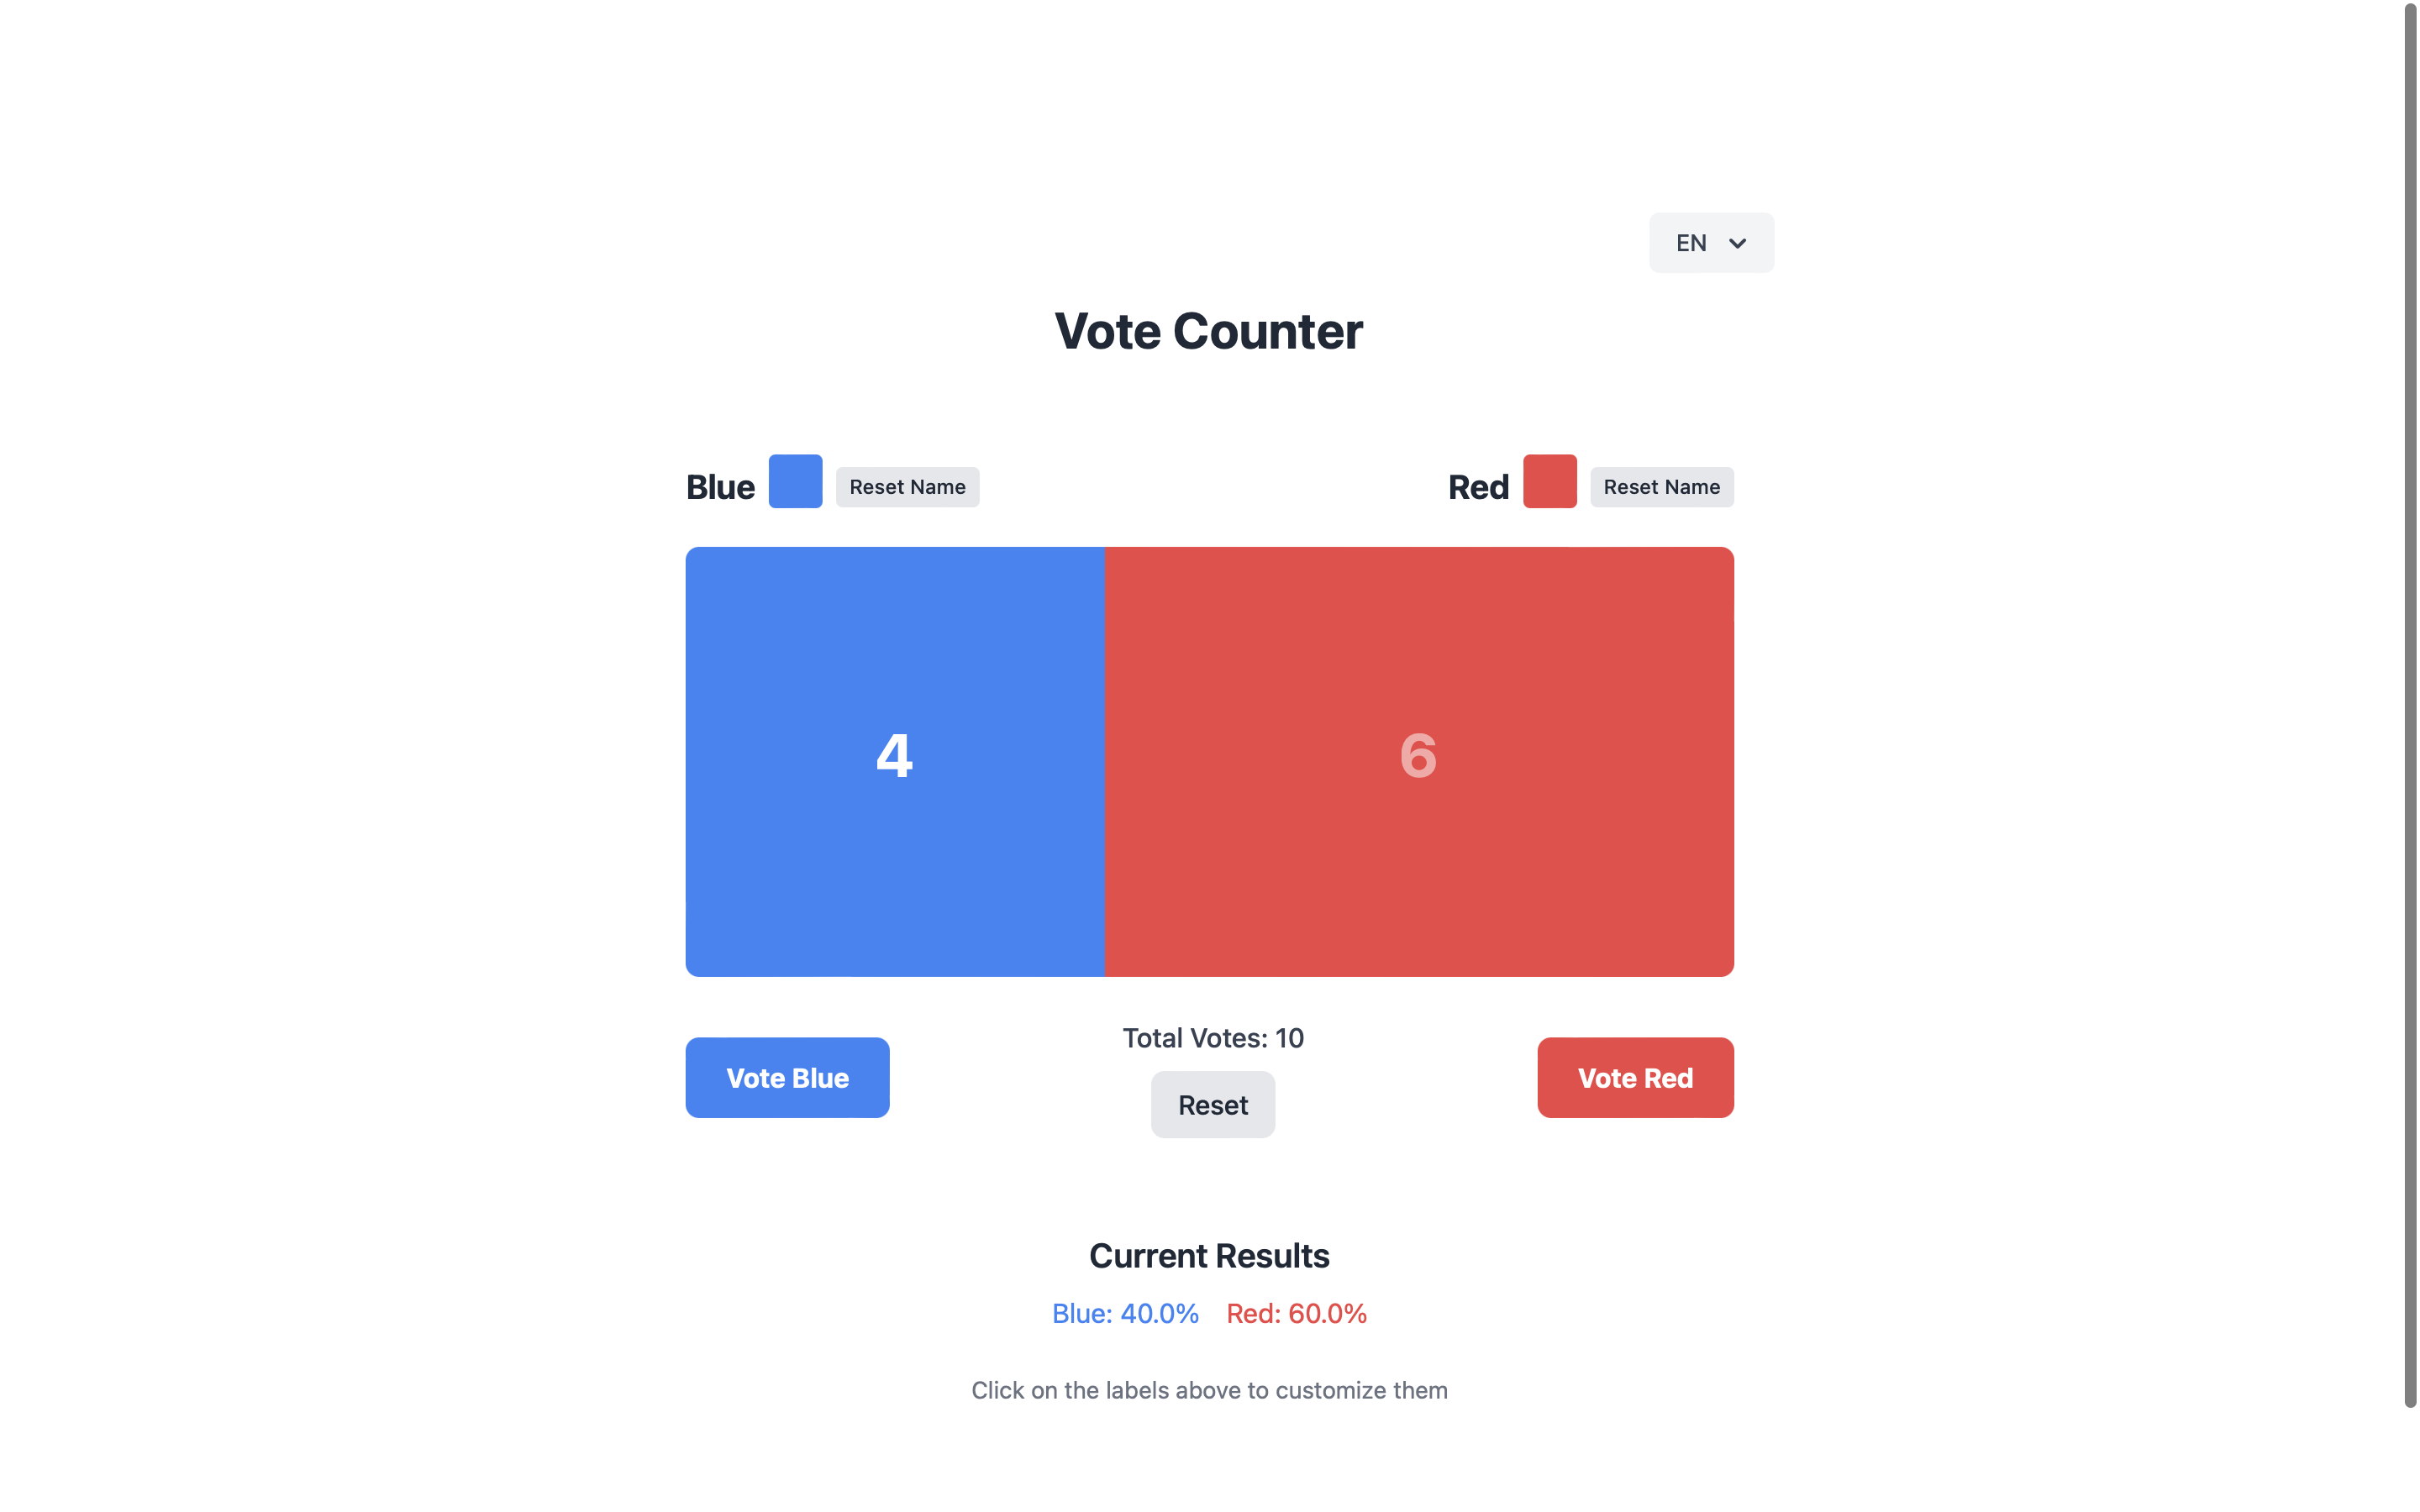 EN
Vote Counter
Blue Reset Name Red Reset Name
4 6
Total Votes: 10
Vote Blue Reset Vote Red
Current Results
Blue: 40.0% Red: 60.0%
Click on the labels above to customize them